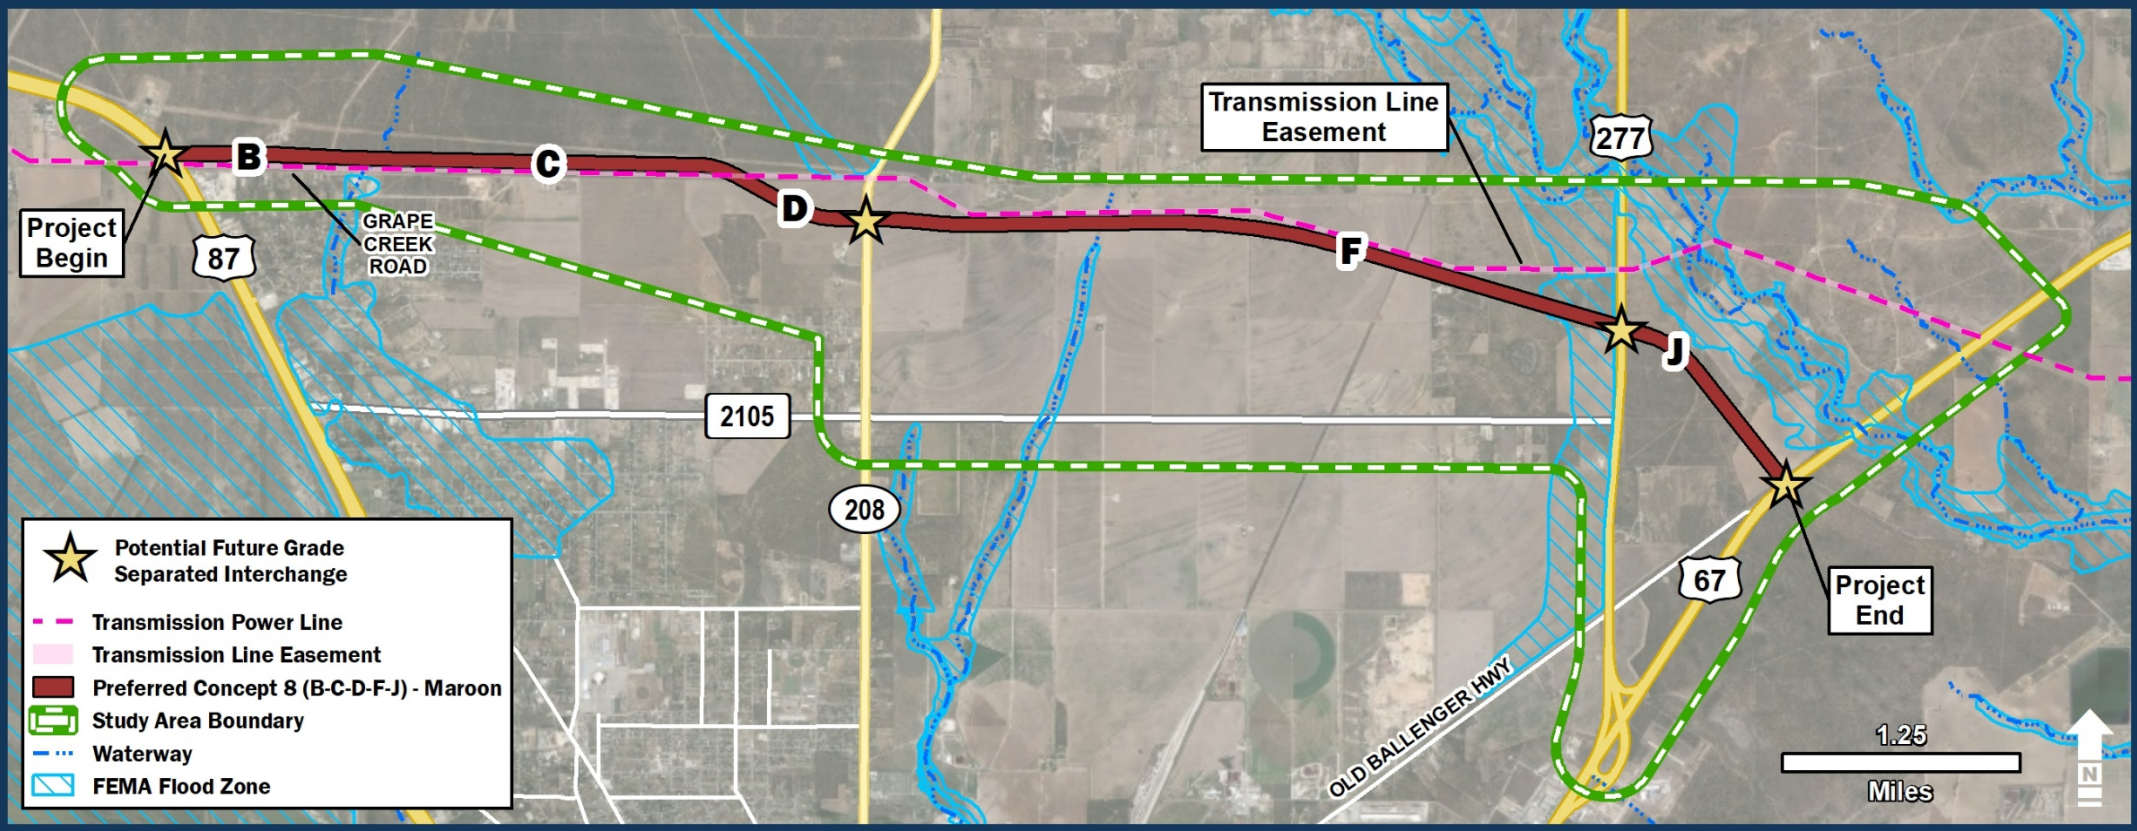 Transmission Line
Easement
277
B
C
D
F
J
Project
Begin
87
GRAPE
CREEK
ROAD
2105
208
67
Project
End
OLD BALLENGER HWY
Potential Future Grade
Separated Interchange
Transmission Power Line
Transmission Line Easement
Preferred Concept 8 (B-C-D-F-J) - Maroon
Study Area Boundary
Waterway
FEMA Flood Zone
1.25
Miles
N